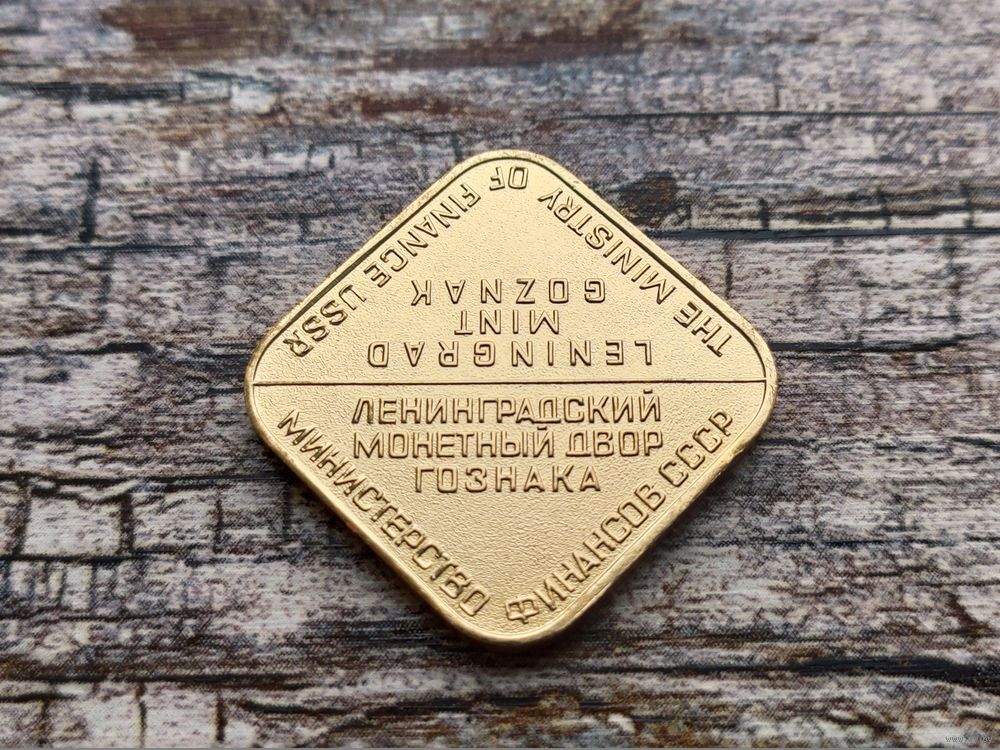 THE MINISTRY OF FINANCE USSR
LENINGRAD
MINT
GOZNAK
ЛЕНИНГРАДСКИЙ
МОНЕТНЫЙ ДВОР
ГОЗНАКА
МИНИСТЕРСТВО ФИНАНСОВ СССР